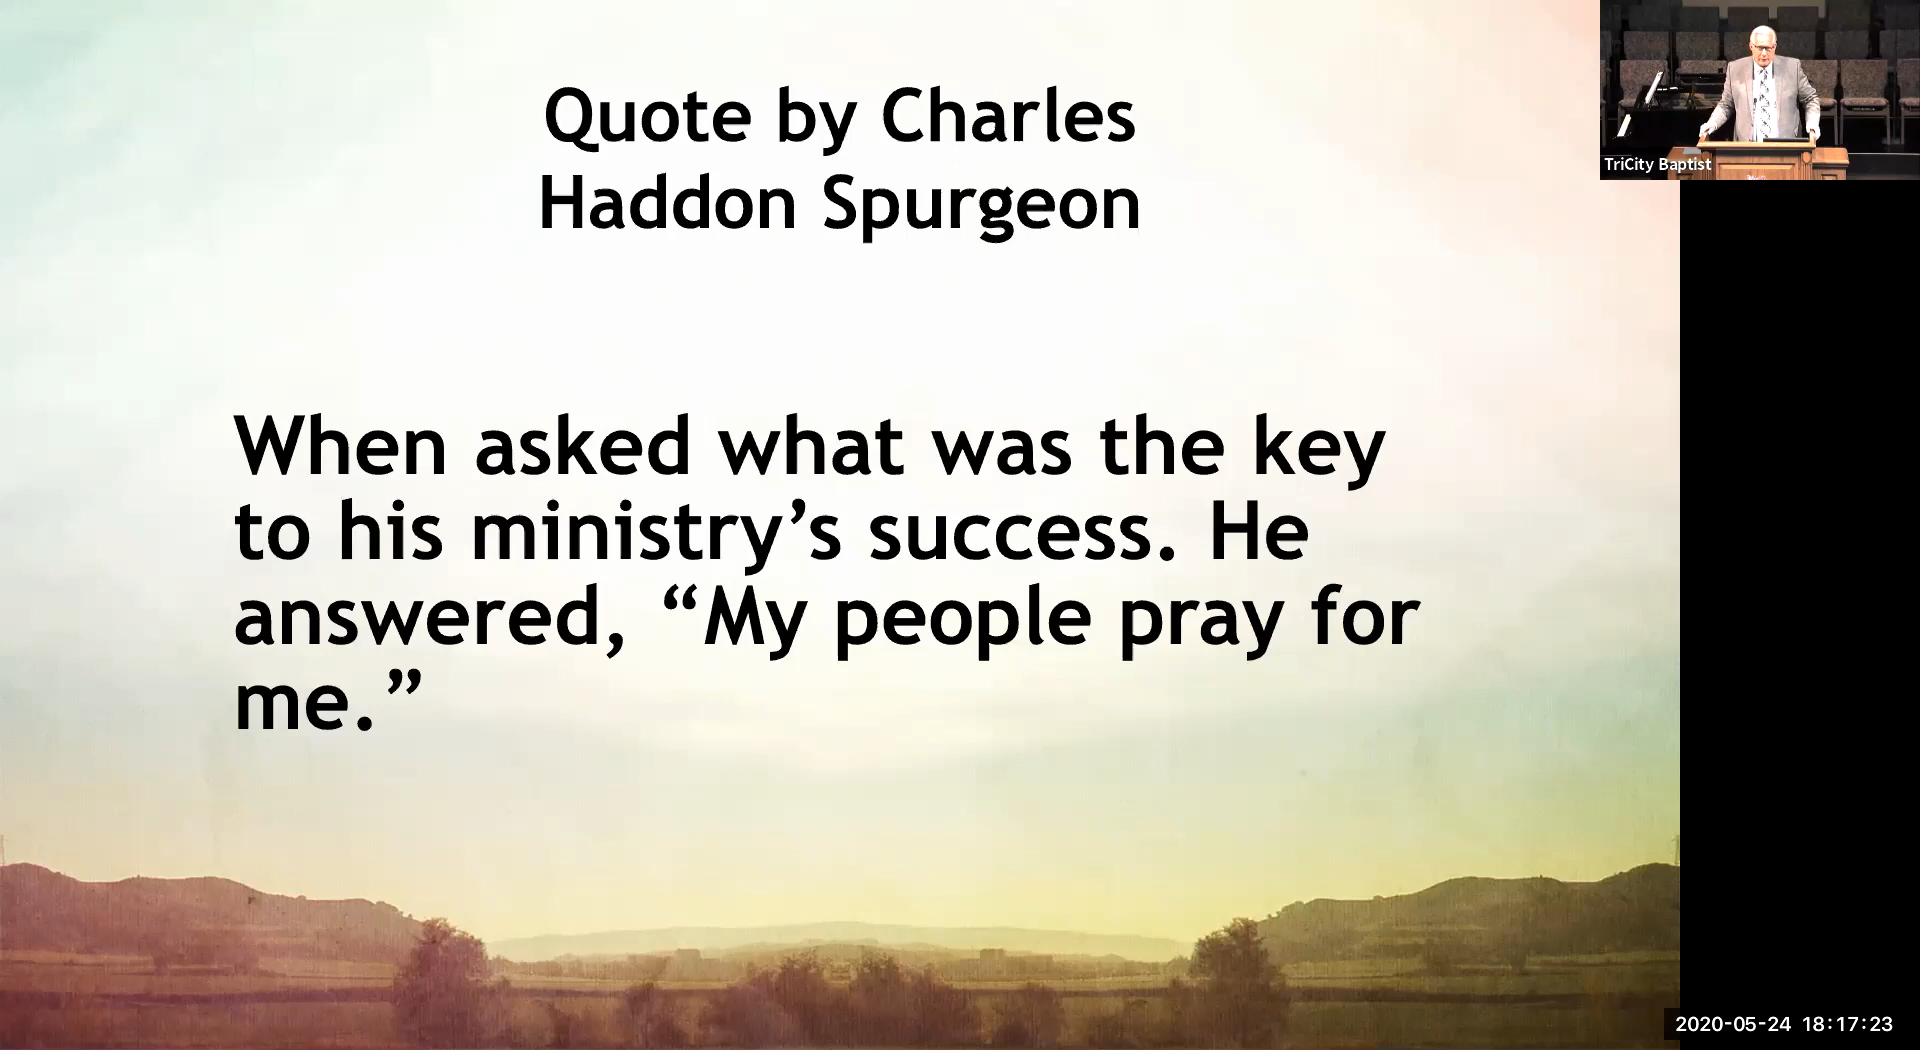 Quote by Charles
Haddon Spurgeon
When asked what was the key
to his ministry’s success. He
answered, “My people pray for
me.”
TriCity Baptist
2020-05-24 18:17:23